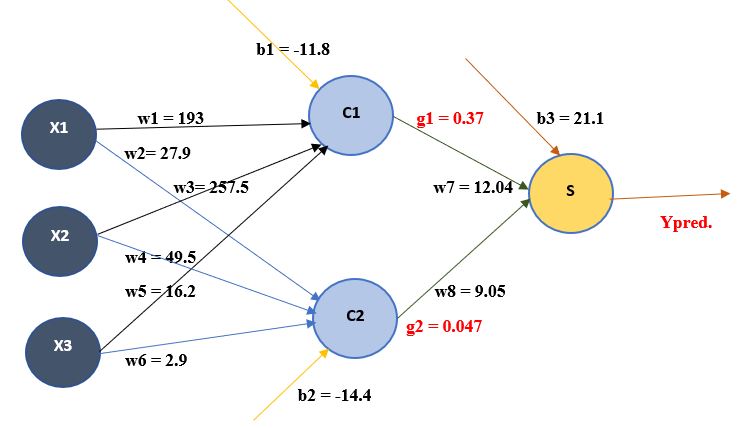 b1 = -11.8
C1
X1
w1 = 193
g1 = 0.37
b3 = 21.1
w2= 27.9
w3= 257.5
w7 = 12.04
S
Ypred.
X2
w4 = 49.5
w5 = 16.2
w8 = 9.05
C2
g2 = 0.047
X3
w6 = 2.9
b2 = -14.4